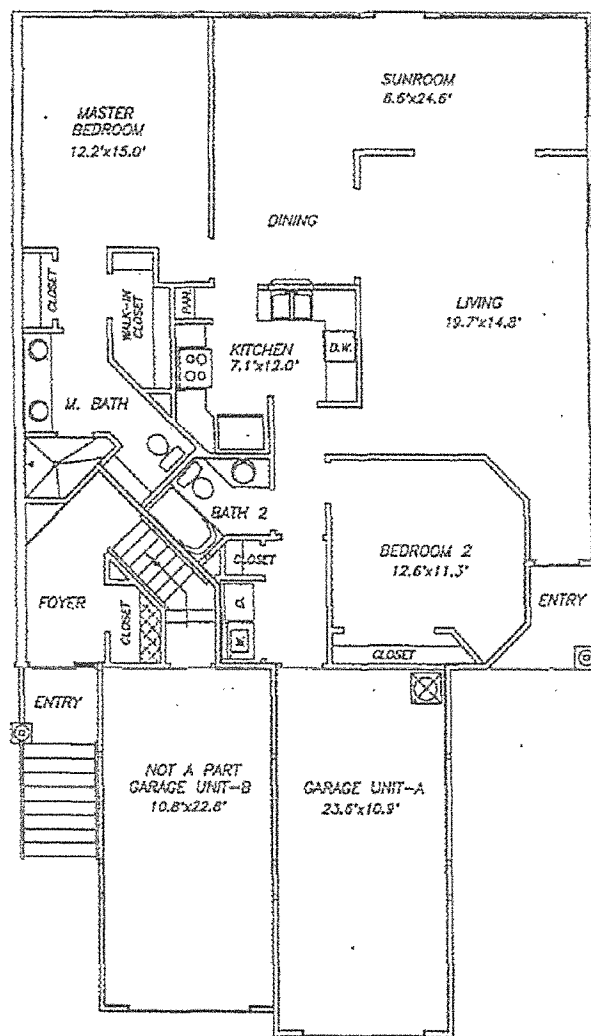 SUNROOM
8.6'x24.6'
MASTER
BEDROOM
12.2'x15.0'
DINING
CLOSET
WALK-IN
CLOSET
PAN.
LIVING
19.7'x14.8'
KITCHEN
7.1'x12.0'
D.W.
M. BATH
BATH 2
CLOSET
BEDROOM 2
12.6'x11.3'
FOYER
CLOSET
D.
W.
ENTRY
CLOSET
ENTRY
NOT A PART
GARAGE UNIT-B
10.8'x22.8'
GARAGE UNIT-A
23.6'x10.9'